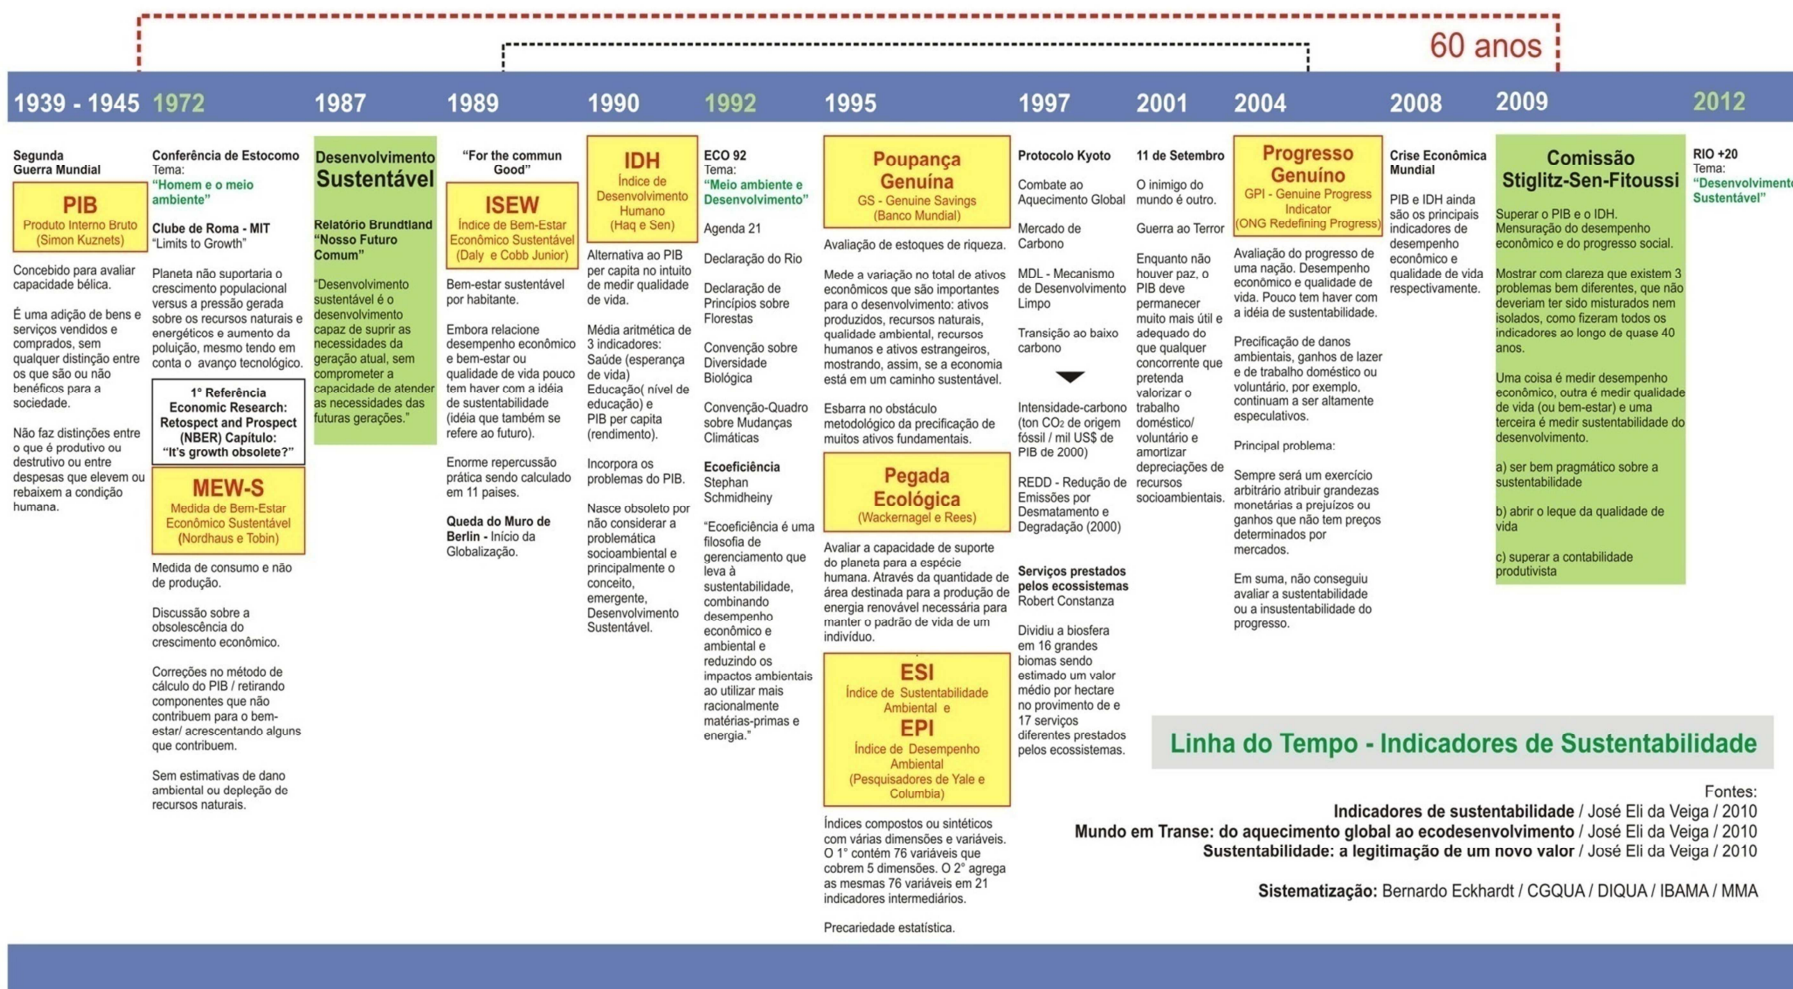 60 anos
1939 - 1945
1972
1987
1989
1990
1992
1995
1997
2001
2004
2008
2009
2012
Segunda
Guerra Mundial
PIB
Produto Interno Bruto
(Simon Kuznets)
Concebido para avaliar
capacidade bélica.
É uma adição de bens e
serviços vendidos e
comprados, sem
qualquer distinção entre
os que são ou não
benéficos para a
sociedade.
Não faz distinções entre
o que é produtivo ou
destrutivo ou entre
despesas que elevem ou
rebaixem a condição
humana.
Conferência de Estocomo
Tema:
“Homem e o meio
ambiente”
Clube de Roma - MIT
“Limits to Growth”
Planeta não suportaria o
crescimento populacional
versus a pressão gerada
sobre os recursos naturais e
energéticos e aumento da
poluição, mesmo tendo em
conta o avanço tecnológico.
1° Referência
Economic Research:
Retospect and Prospect
(NBER) Capítulo:
“It's growth obsolete?”
MEW-S
Medida de Bem-Estar
Econômico Sustentável
(Nordhaus e Tobin)
Medida de consumo e não
de produção.
Discussão sobre a
obsolescência do
crescimento econômico.
Correções no método de
cálculo do PIB / retirando
componentes que não
contribuem para o bem-
estar/ acrescentando alguns
que contribuem.
Sem estimativas de dano
ambiental ou depleção de
recursos naturais.
Desenvolvimento
Sustentável
Relatório Brundtland
“Nosso Futuro
Comum”
“Desenvolvimento
sustentável é o
desenvolvimento
capaz de suprir as
necessidades da
geração atual, sem
comprometer a
capacidade de atender
as necessidades das
futuras gerações.”
“For the commun
Good”
ISEW
Índice de Bem-Estar
Econômico Sustentável
(Daly e Cobb Junior)
Bem-estar sustentável
por habitante.
Embora relacione
desempenho econômico
e bem-estar ou
qualidade de vida pouco
tem haver com a idéia
de sustentabilidade
(idéia que também se
refere ao futuro).
Enorme repercussão
prática sendo calculado
em 11 paises.
Queda do Muro de
Berlin - Início da
Globalização.
IDH
Índice de
Desenvolvimento
Humano
(Haq e Sen)
Alternativa ao PIB
per capita no intuito
de medir qualidade
de vida.
Média aritmética de
3 indicadores:
Saúde (esperança
de vida)
Educação( nível de
educação) e
PIB per capita
(rendimento).
Incorpora os
problemas do PIB.
Nasce obsoleto por
não considerar a
problemática
socioambiental e
principalmente o
conceito,
emergente,
Desenvolvimento
Sustentável.
ECO 92
Tema:
“Meio ambiente e
Desenvolvimento”
Agenda 21
Declaração do Rio
Declaração de
Princípios sobre
Florestas
Convenção sobre
Diversidade
Biológica
Convenção-Quadro
sobre Mudanças
Climáticas
Ecoeficiência
Stephan
Schmidheiny
“Ecoeficiência é uma
filosofia de
gerenciamento que
leva à
sustentabilidade,
combinando
desempenho
econômico e
ambiental e
reduzindo os
impactos ambientais
ao utilizar mais
racionalmente
matérias-primas e
energia.”
Poupança
Genuína
GS - Genuine Savings
(Banco Mundial)
Avaliação de estoques de riqueza.
Mede a variação no total de ativos
econômicos que são importantes
para o desenvolvimento: ativos
produzidos, recursos naturais,
qualidade ambiental, recursos
humanos e ativos estrangeiros,
mostrando, assim, se a economia
está em um caminho sustentável.
Esbarra no obstáculo
metodológico da precificação de
muitos ativos fundamentais.
Pegada
Ecológica
(Wackernagel e Rees)
Avaliar a capacidade de suporte
do planeta para a espécie
humana. Através da quantidade de
área destinada para a produção de
energia renovável necessária para
manter o padrão de vida de um
indivíduo.
ESI
Índice de Sustentabilidade
Ambiental e
EPI
Índice de Desempenho
Ambiental
(Pesquisadores de Yale e
Columbia)
Índices compostos ou sintéticos
com várias dimensões e variáveis.
O 1° contém 76 variáveis que
cobrem 5 dimensões. O 2° agrega
as mesmas 76 variáveis em 21
indicadores intermediários.
Precariedade estatística.
Protocolo Kyoto
Combate ao
Aquecimento Global
Mercado de
Carbono
MDL - Mecanismo
de Desenvolvimento
Limpo
Transição ao baixo
carbono
Intensidade-carbono
(ton CO2 de origem
fóssil / mil US$ de
PIB de 2000)
REDD - Redução de
Emissões por
Desmatamento e
Degradação (2000)
Serviços prestados
pelos ecossistemas
Robert Constanza
Dividiu a biosfera
em 16 grandes
biomas sendo
estimado um valor
médio por hectare
no provimento de e
17 serviços
diferentes prestados
pelos ecossistemas.
11 de Setembro
O inimigo do
mundo é outro.
Guerra ao Terror
Enquanto não
houver paz, o
PIB deve
permanecer
muito mais útil e
adequado do
que qualquer
concorrente que
pretenda
valorizar o
trabalho
doméstico/
voluntário e
amortizar
depreciações de
recursos
socioambientais.
Progresso
Genuíno
GPI - Genuine Progress
Indicator
(ONG Redefining Progress)
Avaliação do progresso de
uma nação. Desempenho
econômico e qualidade de
vida. Pouco tem haver com
a idéia de sustentabilidade.
Precificação de danos
ambientais, ganhos de lazer
e de trabalho doméstico ou
voluntário, por exemplo,
continuam a ser altamente
especulativos.
Principal problema:
Sempre será um exercício
arbitrário atribuir grandezas
monetárias a prejuízos ou
ganhos que não tem preços
determinados por
mercados.
Em suma, não conseguiu
avaliar a sustentabilidade
ou a insustentabilidade do
progresso.
Crise Econômica
Mundial
PIB e IDH ainda
são os principais
indicadores de
desempenho
econômico e
qualidade de vida
respectivamente.
Comissão
Stiglitz-Sen-Fitoussi
Superar o PIB e o IDH.
Mensuração do desempenho
econômico e do progresso social.
Mostrar com clareza que existem 3
problemas bem diferentes, que não
deveriam ter sido misturados nem
isolados, como fizeram todos os
indicadores ao longo de quase 40
anos.
Uma coisa é medir desempenho
econômico, outra é medir qualidade
de vida (ou bem-estar) e uma
terceira é medir sustentabilidade do
desenvolvimento.
a) ser bem pragmático sobre a
sustentabilidade
b) abrir o leque da qualidade de
vida
c) superar a contabilidade
produtivista
RIO +20
Tema:
“Desenvolvimento
Sustentável”
Linha do Tempo - Indicadores de Sustentabilidade
Fontes:
Indicadores de sustentabilidade / José Eli da Veiga / 2010
Mundo em Transe: do aquecimento global ao ecodesenvolvimento / José Eli da Veiga / 2010
Sustentabilidade: a legitimação de um novo valor / José Eli da Veiga / 2010
Sistematização: Bernardo Eckhardt / CGQUA / DIQUA / IBAMA / MMA